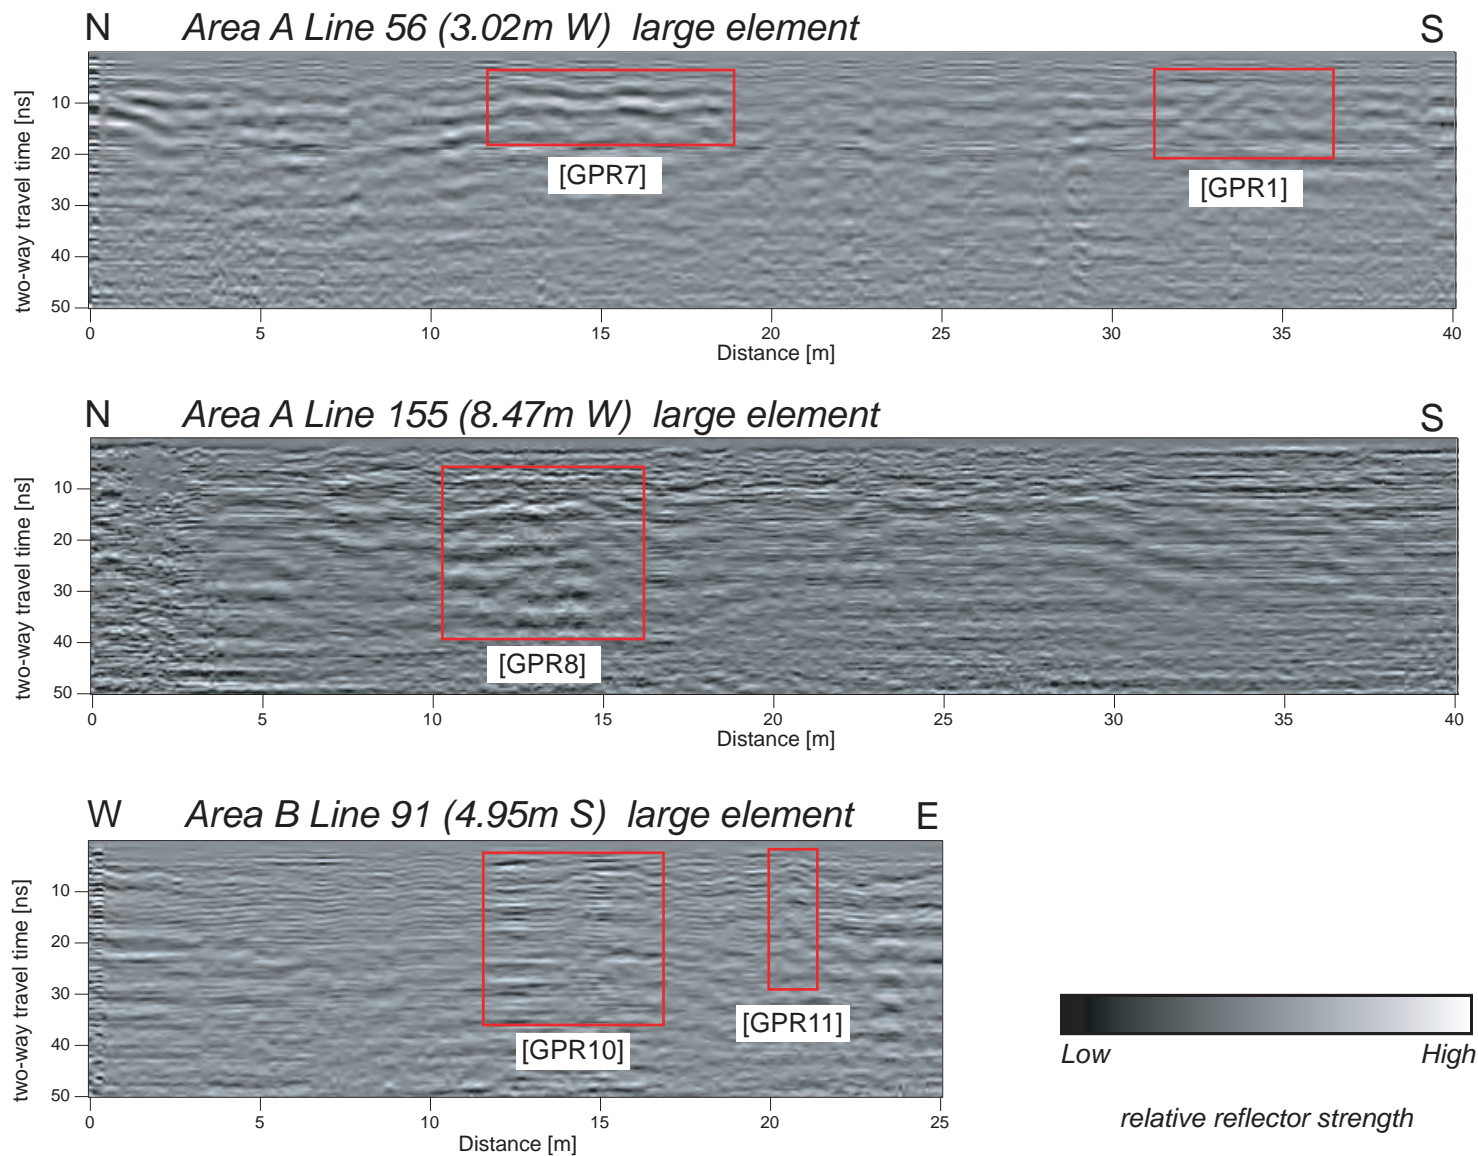 N Area A Line 56 (3.02m W) large element S
two-way travel time [ns]
10
20
30
40
50
[GPR7]
[GPR1]
0 5 10 15 20 25 30 35 40
Distance [m]
N Area A Line 155 (8.47m W) large element S
two-way travel time [ns]
10
20
30
40
50
[GPR8]
0 5 10 15 20 25 30 35 40
Distance [m]
W Area B Line 91 (4.95m S) large element E
two-way travel time [ns]
10
20
30
40
50
[GPR11]
[GPR10]
0 5 10 15 20 25
Distance [m]
Low High
relative reflector strength